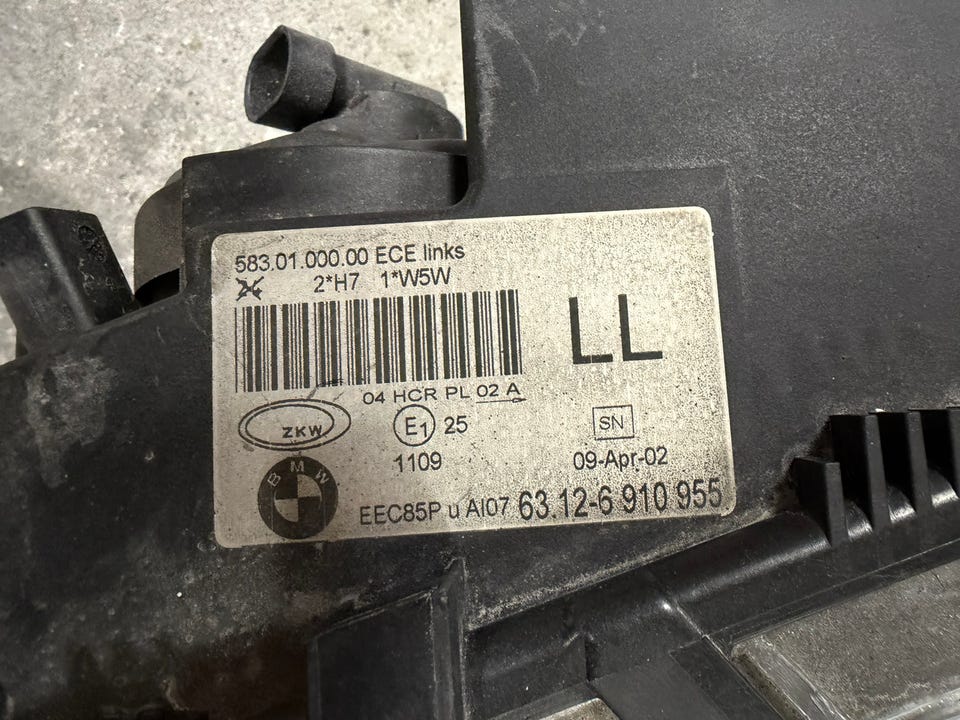 583.01.000.00 ECE links
2*H7 1*W5W
LL
04 HCR PL 02 A
ZKW
E1 25
SN
1109
09-Apr-02
BMW
EEC85P u AI07 63.12-6 910 955